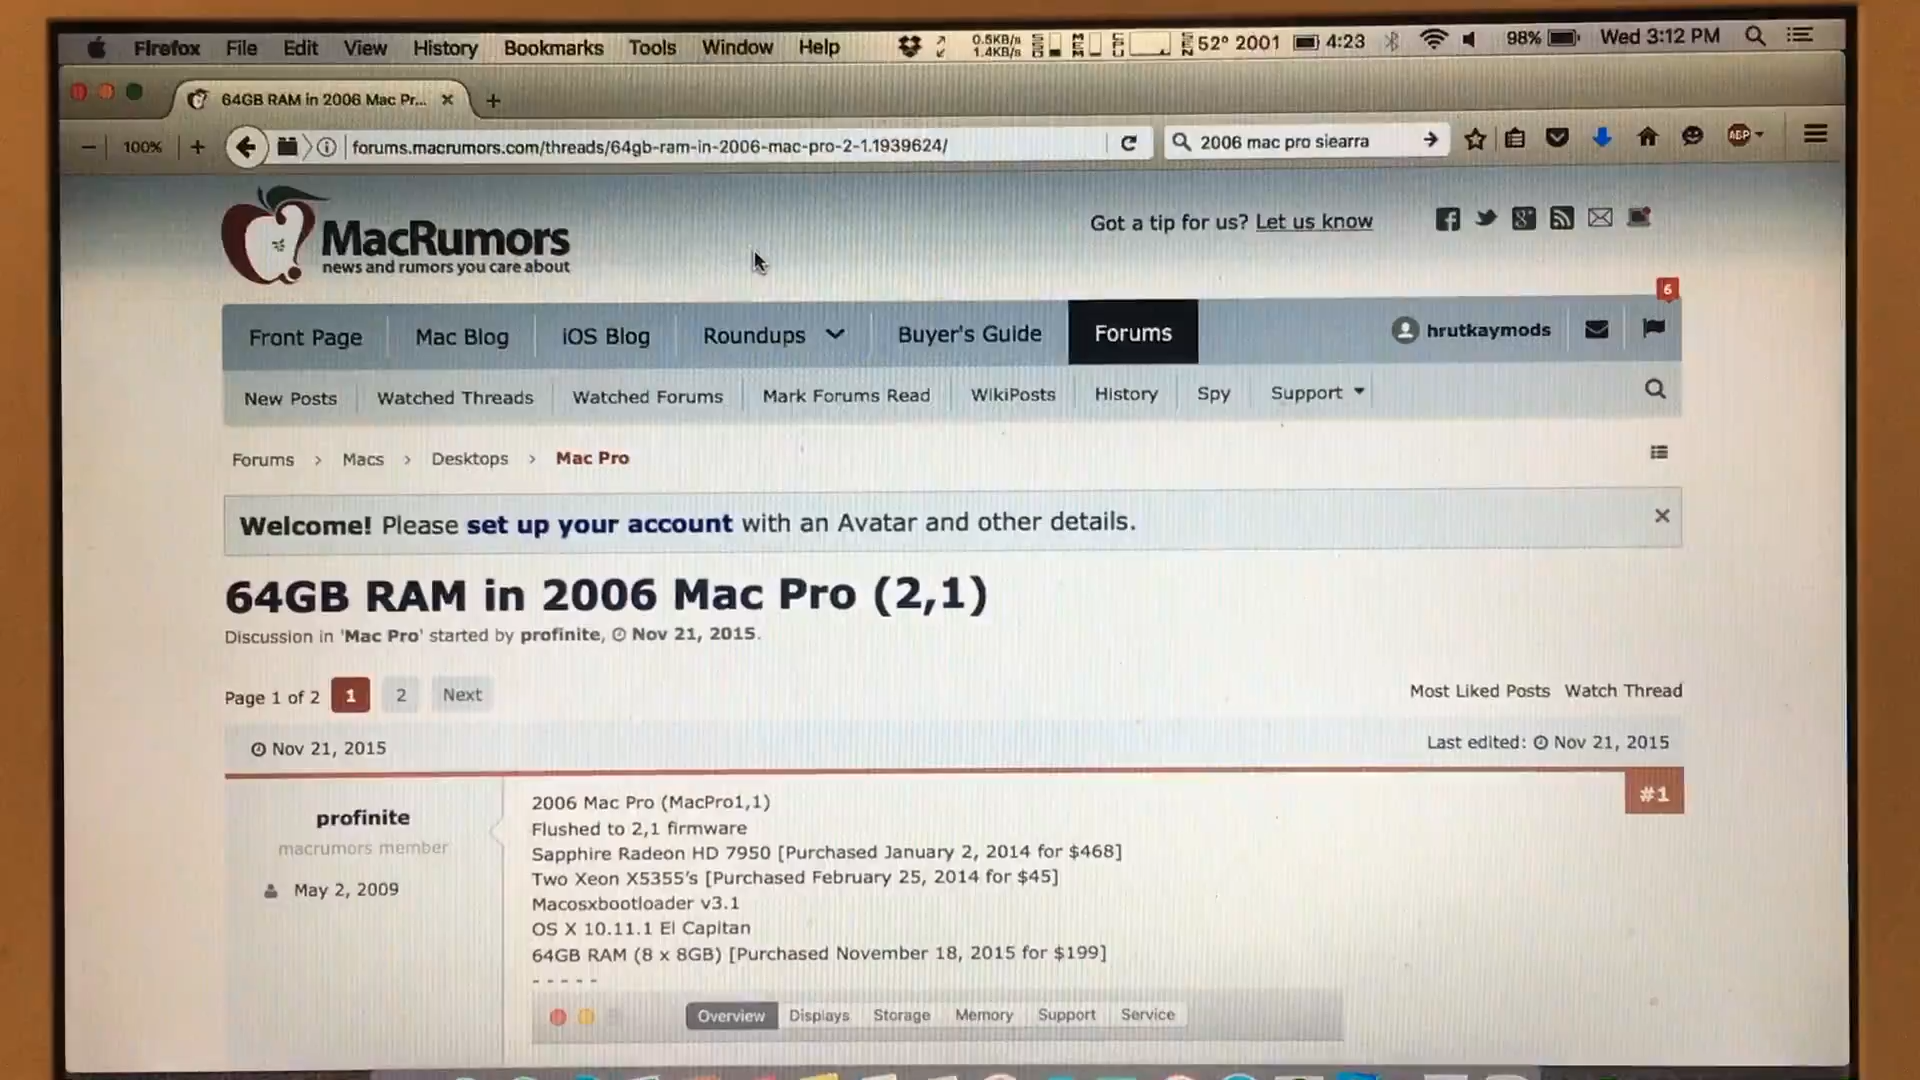 Firefox File Edit View History Bookmarks Tools Window Help 0.5KB/s 1.4KB/s SSD MEM CPU SEN 52° 2001 4:23 98% Wed 3:12 PM
64GB RAM in 2006 Mac Pr...
100% forums.macrumors.com/threads/64gb-ram-in-2006-mac-pro-2-1.1939624/ 2006 mac pro siearra ABP
MacRumors
news and rumors you care about
Got a tip for us? Let us know
6
Front Page Mac Blog iOS Blog Roundups Buyer's Guide Forums hrutkaymods
New Posts Watched Threads Watched Forums Mark Forums Read WikiPosts History Spy Support
Forums > Macs > Desktops > Mac Pro
Welcome! Please set up your account with an Avatar and other details.
64GB RAM in 2006 Mac Pro (2,1)
Discussion in 'Mac Pro' started by profinite, Nov 21, 2015.
Page 1 of 2 1 2 Next Most Liked Posts Watch Thread
Nov 21, 2015 Last edited: Nov 21, 2015
#1
profinite
macrumors member
May 2, 2009
2006 Mac Pro (MacPro1,1)
Flushed to 2,1 firmware
Sapphire Radeon HD 7950 [Purchased January 2, 2014 for $468]
Two Xeon X5355's [Purchased February 25, 2014 for $45]
Macosxbootloader v3.1
OS X 10.11.1 El Capitan
64GB RAM (8 x 8GB) [Purchased November 18, 2015 for $199]
- - - - -
Overview Displays Storage Memory Support Service